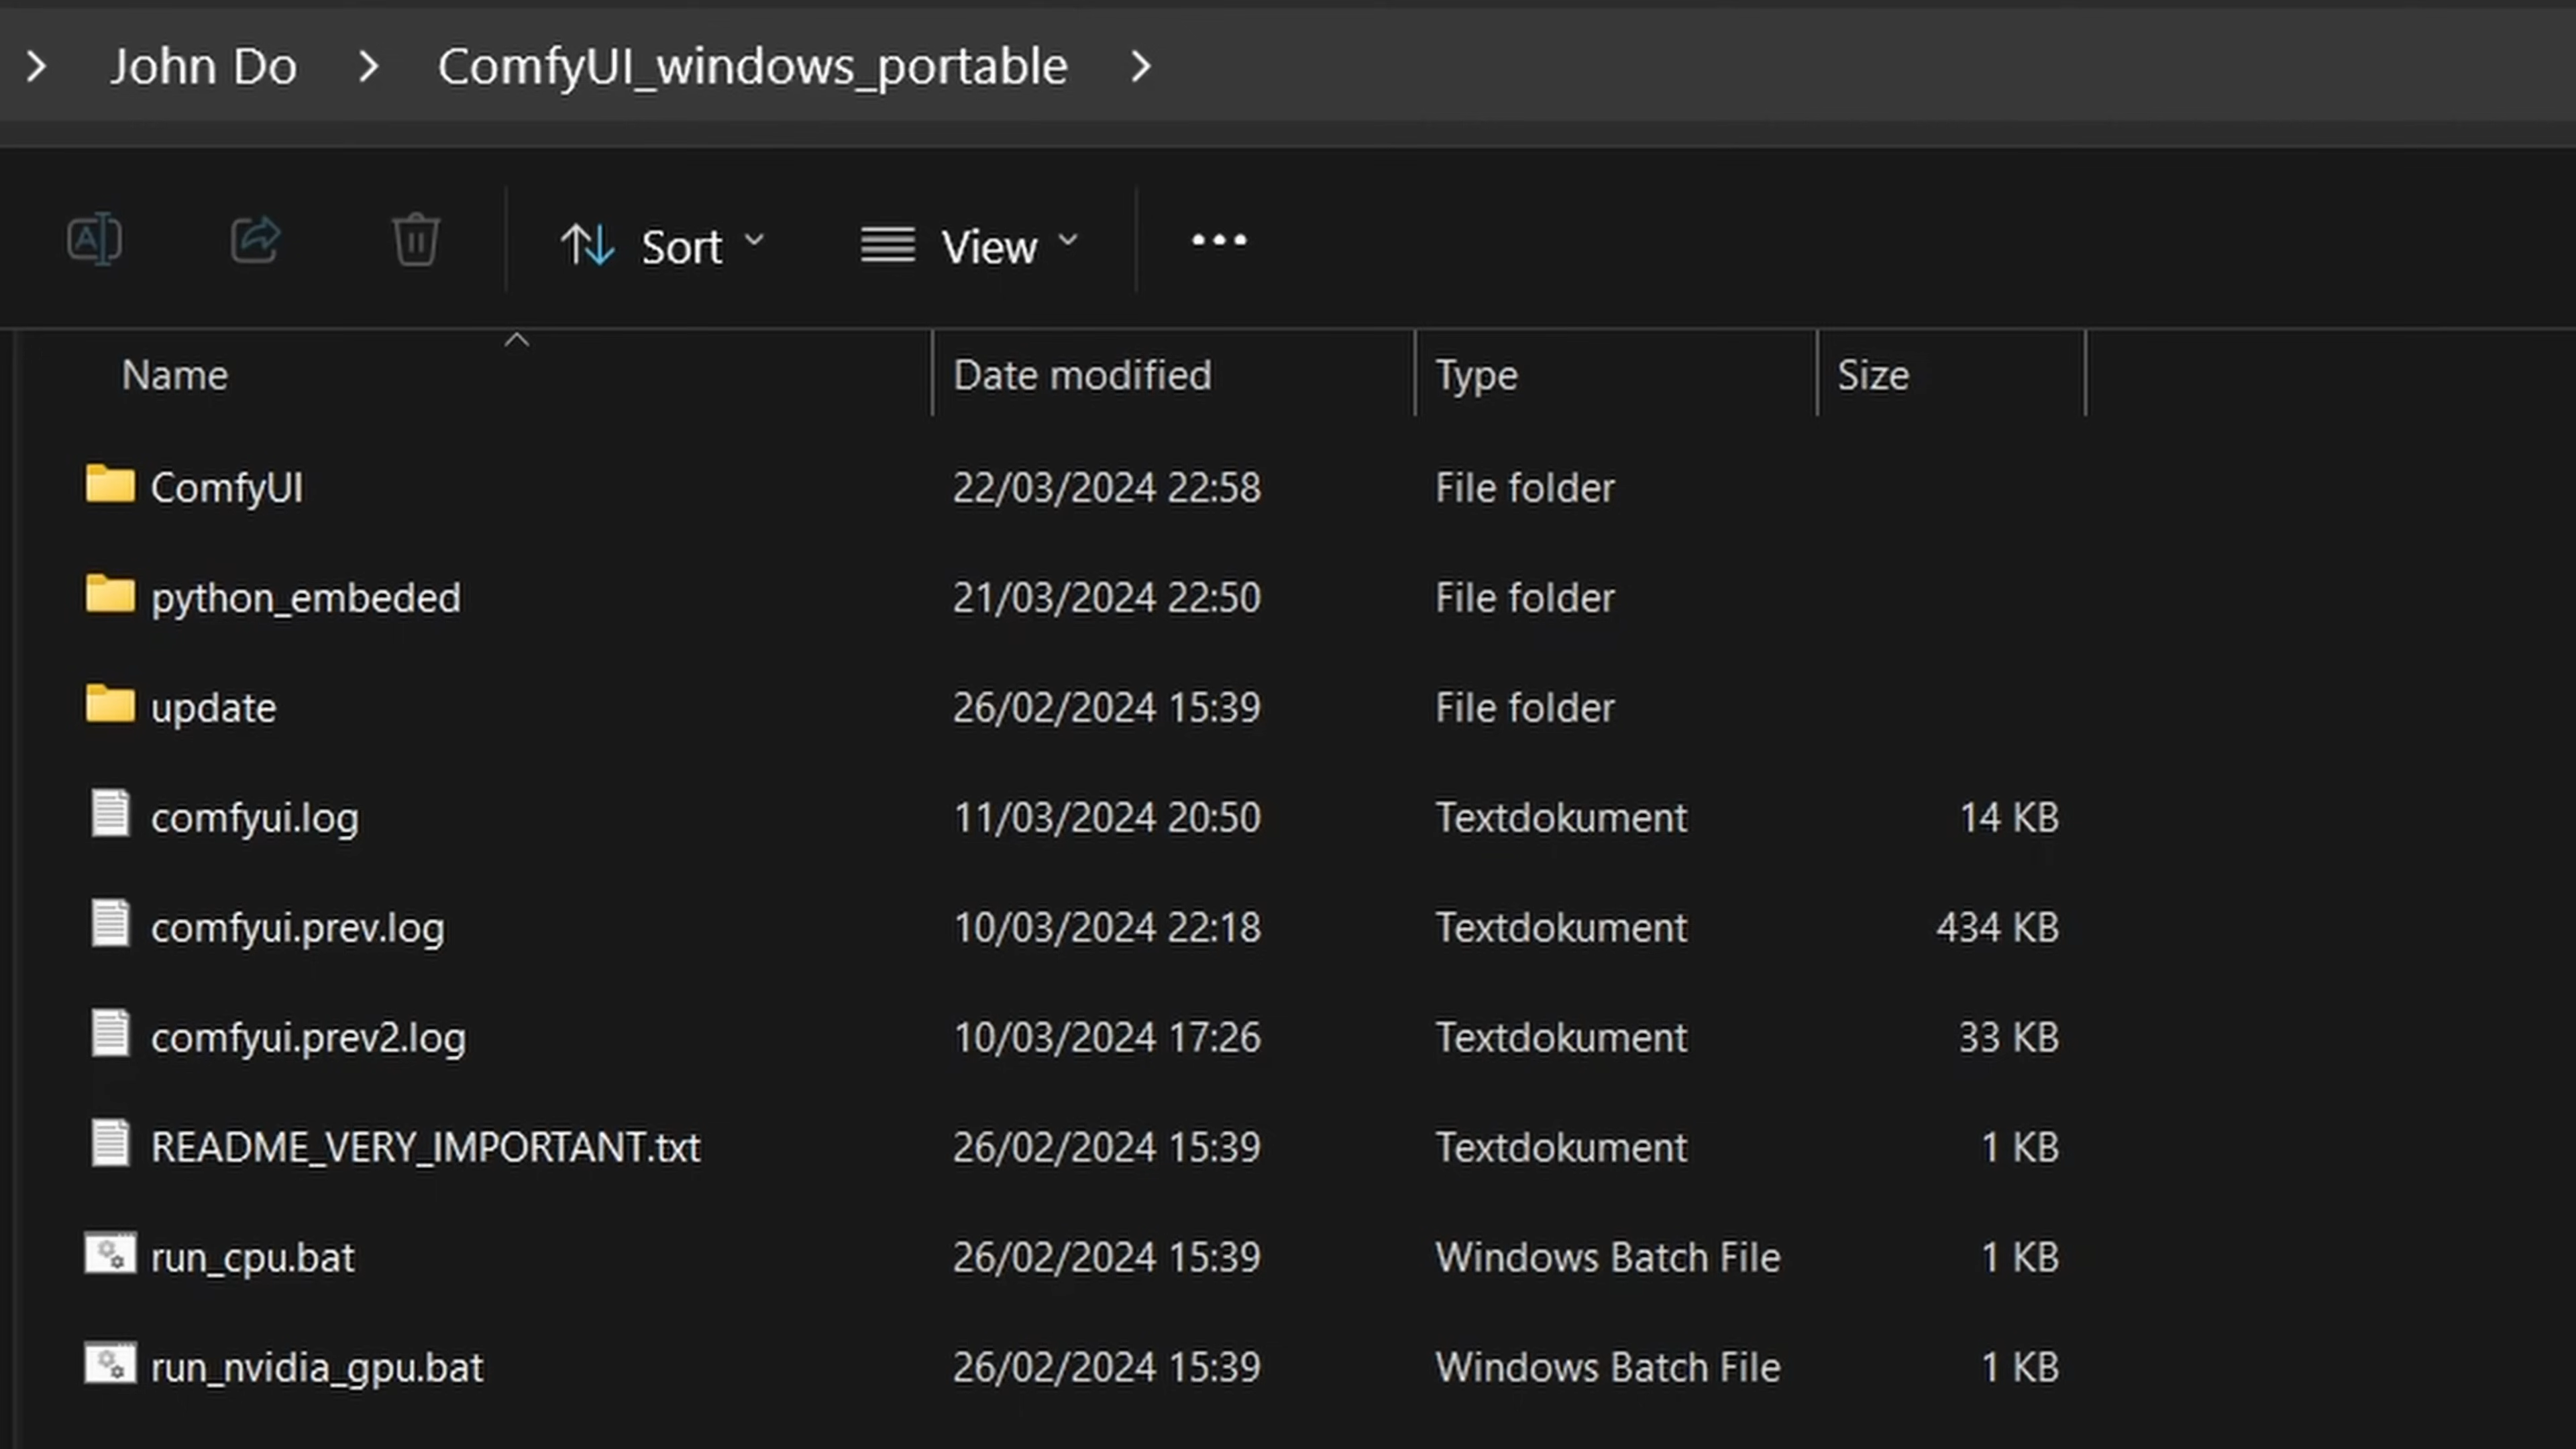 John Do ComfyUI_windows_portable
Sort View
Name Date modified Type Size
ComfyUI 22/03/2024 22:58 File folder
python_embeded 21/03/2024 22:50 File folder
update 26/02/2024 15:39 File folder
comfyui.log 11/03/2024 20:50 Textdokument 14 KB
comfyui.prev.log 10/03/2024 22:18 Textdokument 434 KB
comfyui.prev2.log 10/03/2024 17:26 Textdokument 33 KB
README_VERY_IMPORTANT.txt 26/02/2024 15:39 Textdokument 1 KB
run_cpu.bat 26/02/2024 15:39 Windows Batch File 1 KB
run_nvidia_gpu.bat 26/02/2024 15:39 Windows Batch File 1 KB